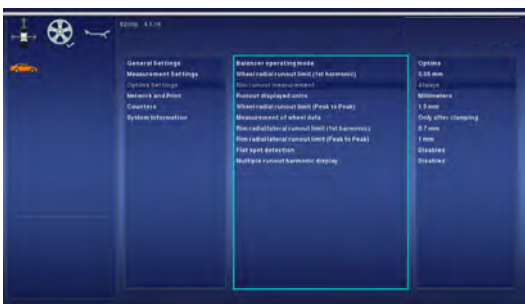 b200p 4.5.16
General Settings
Measurement Settings
Optima Settings
Network and Print
Counters
System Information
Balancer operating mode
Wheel radial runout limit (1st harmonic)
Rim runout measurement
Runout displayed units
Wheel radial runout limit (Peak to Peak)
Measurement of wheel data
Rim radial lateral runout limit (1st harmonic)
Rim radial lateral runout limit (Peak to Peak)
Flat spot detection
Multiple runout harmonic display
Optima
Always
Millimeters
1.5 mm
Only after clamping
0.7 mm
1 mm
Disabled
Disabled